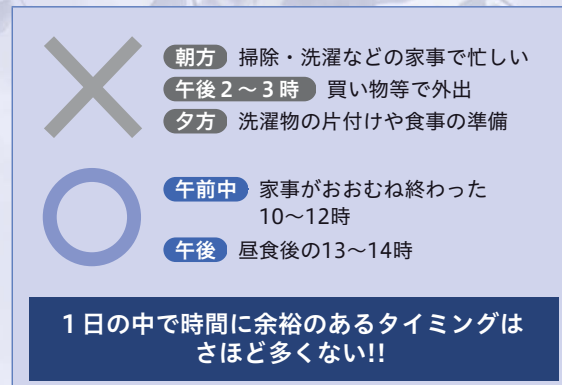 朝方 掃除・洗濯などの家事で忙しい
午後2～3時 買い物等で外出
夕方 洗濯物の片付けや食事の準備
午前中 家事がおおむね終わった
10～12時
午後 昼食後の13～14時
1日の中で時間に余裕のあるタイミングは
さほど多くない!!